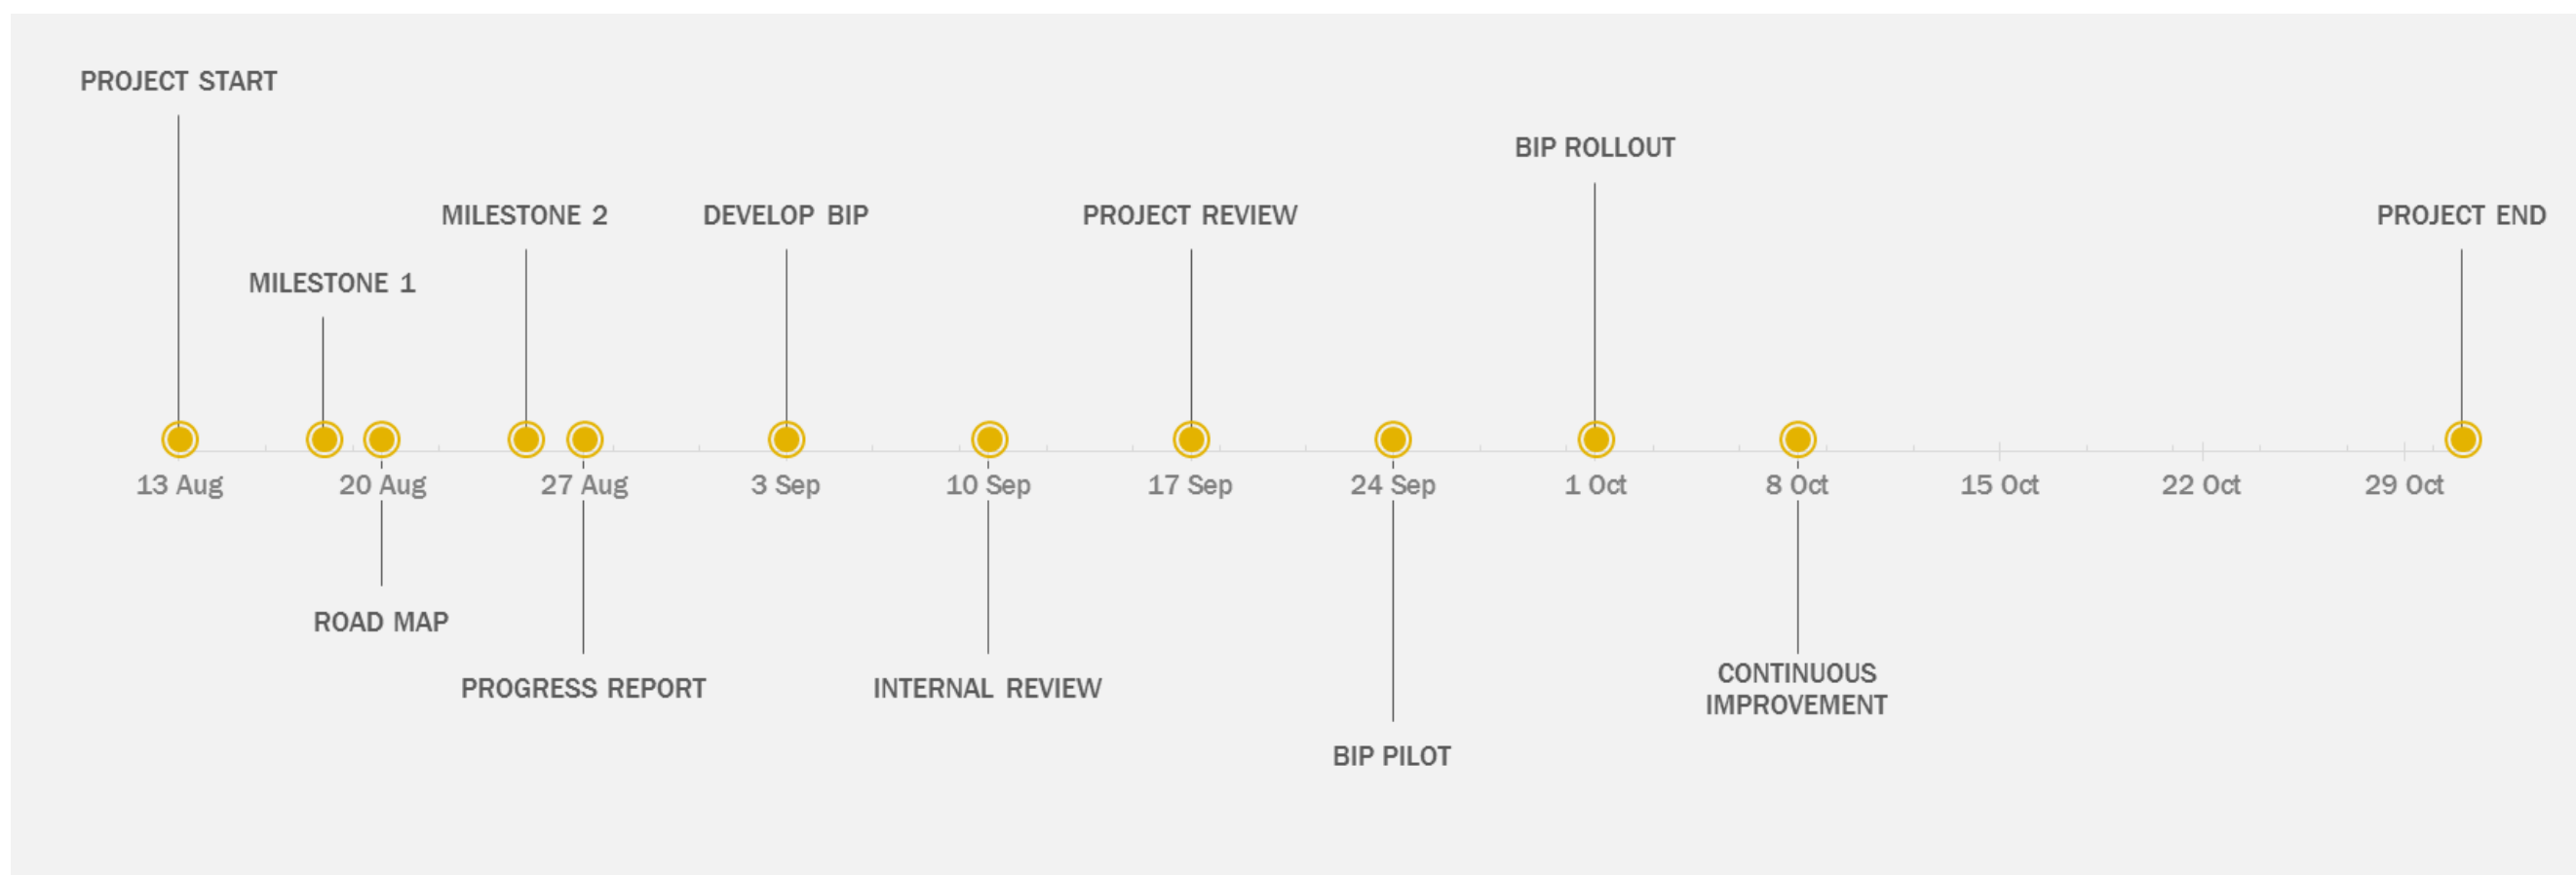 PROJECT START
BIP ROLLOUT
MILESTONE 2
DEVELOP BIP
PROJECT REVIEW
PROJECT END
MILESTONE 1
13 Aug
20 Aug
27 Aug
3 Sep
10 Sep
17 Sep
24 Sep
1 Oct
8 Oct
15 Oct
22 Oct
29 Oct
ROAD MAP
PROGRESS REPORT
INTERNAL REVIEW
CONTINUOUS
IMPROVEMENT
BIP PILOT